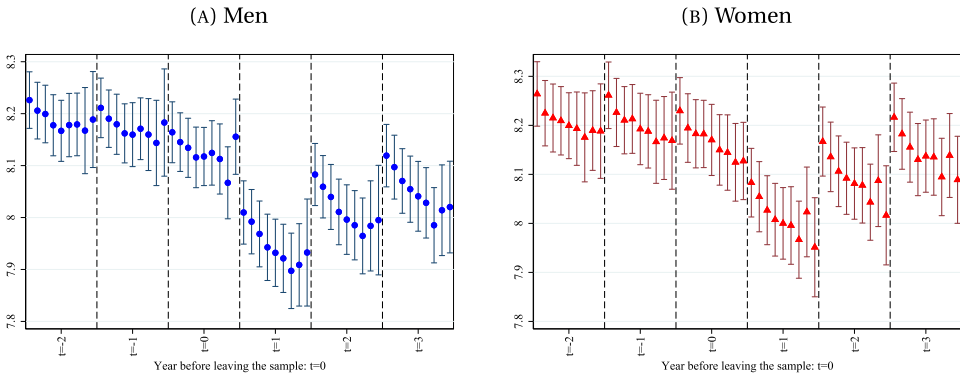 (A) Men
8.3
8.2
8.1
8
7.9
7.8
t=-2
t=-1
t=0
t=1
t=2
t=3
Year before leaving the sample: t=0
(B) Women
8.3
8.2
8.1
8
7.9
7.8
t=-2
t=-1
t=0
t=1
t=2
t=3
Year before leaving the sample: t=0